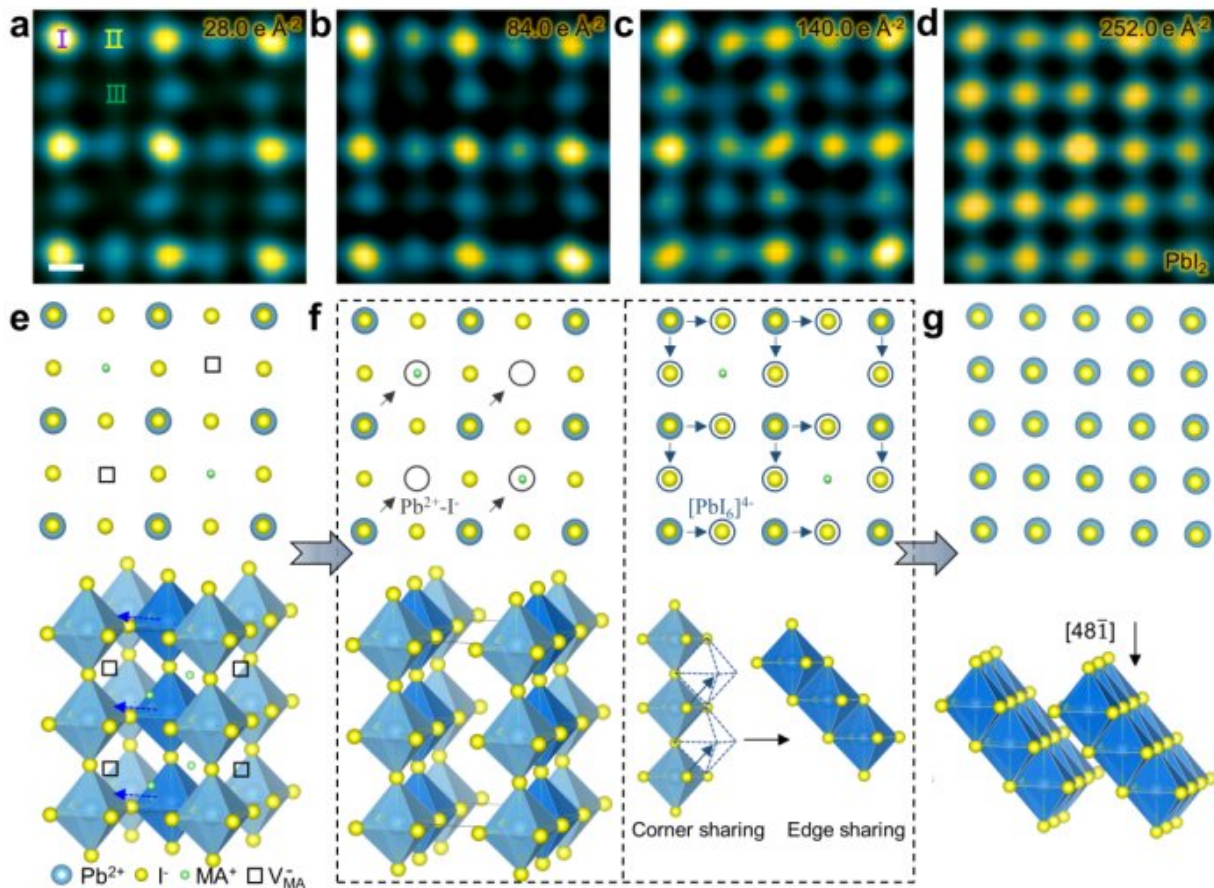 a
I
II
28.0 e Å⁻²
III
b
84.0 e Å⁻²
c
140.0 e Å⁻²
d
252.0 e Å⁻²
PbI₂
e
f
Pb²⁺-I⁻
[PbI₆]⁴⁻
g
[481̄]
Corner sharing
Edge sharing
Pb²⁺ I⁻ MA⁺ V⁻MA